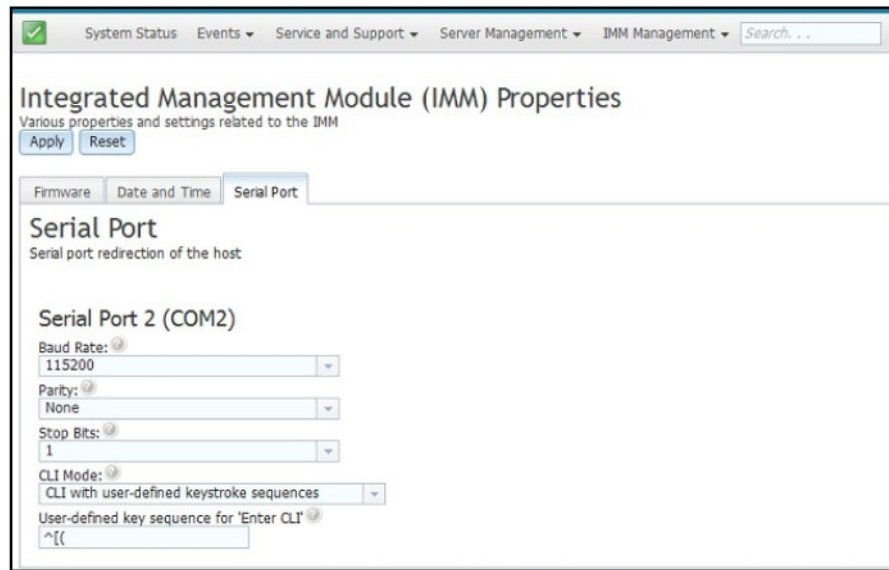 System Status Events Service and Support Server Management IMM Management Search. . .
Integrated Management Module (IMM) Properties
Various properties and settings related to the IMM
Apply Reset
Firmware Date and Time Serial Port
Serial Port
Serial port redirection of the host
Serial Port 2 (COM2)
Baud Rate:
115200
Parity:
None
Stop Bits:
1
CLI Mode:
CLI with user-defined keystroke sequences
User-defined key sequence for 'Enter CLI'
^[(